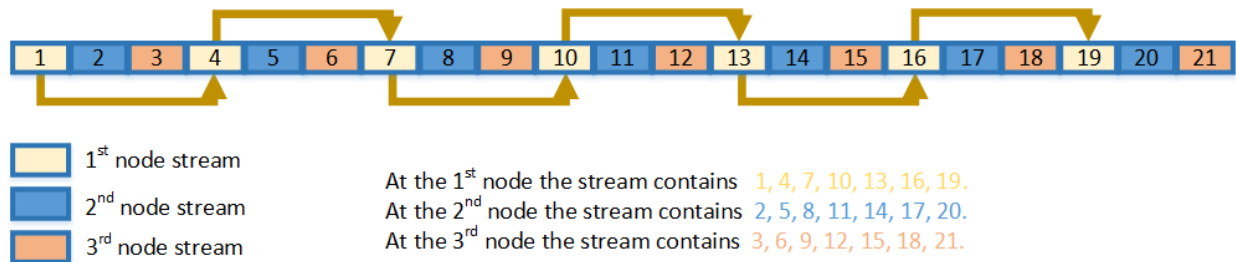 1 2 3 4 5 6 7 8 9 10 11 12 13 14 15 16 17 18 19 20 21
1st node stream
2nd node stream
3rd node stream
At the 1st node the stream contains 1, 4, 7, 10, 13, 16, 19.
At the 2nd node the stream contains 2, 5, 8, 11, 14, 17, 20.
At the 3rd node the stream contains 3, 6, 9, 12, 15, 18, 21.